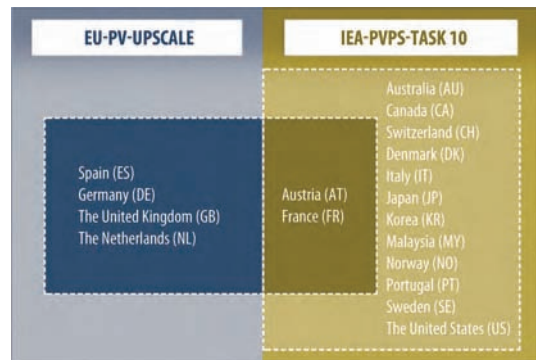 EU-PV-UPSCALE
IEA-PVPS-TASK 10
Spain (ES)
Germany (DE)
The United Kingdom (GB)
The Netherlands (NL)
Austria (AT)
France (FR)
Australia (AU)
Canada (CA)
Switzerland (CH)
Denmark (DK)
Italy (IT)
Japan (JP)
Korea (KR)
Malaysia (MY)
Norway (NO)
Portugal (PT)
Sweden (SE)
The United States (US)